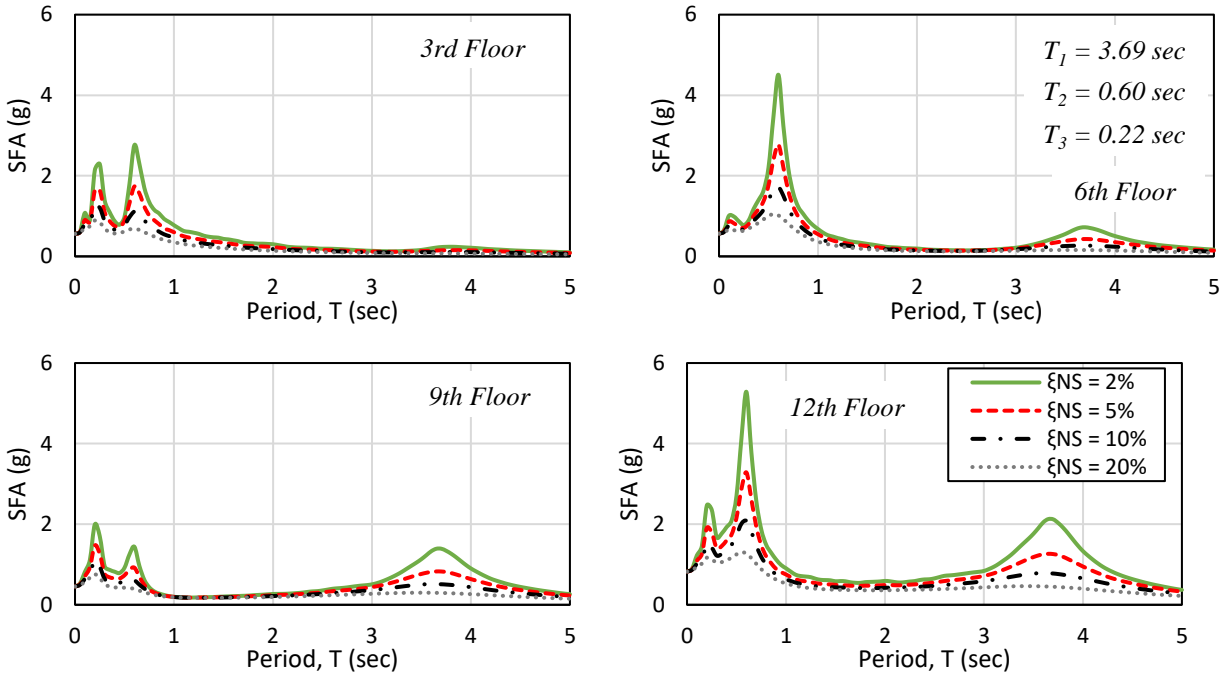 6
4
2
0
SFA (g)
3rd Floor
0 1 2 3 4 5
Period, T (sec)
6
4
2
0
SFA (g)
T1 = 3.69 sec
T2 = 0.60 sec
T3 = 0.22 sec
6th Floor
0 1 2 3 4 5
Period, T (sec)
6
4
2
0
SFA (g)
9th Floor
0 1 2 3 4 5
Period, T (sec)
6
4
2
0
SFA (g)
12th Floor
ξNS = 2%
ξNS = 5%
ξNS = 10%
ξNS = 20%
0 1 2 3 4 5
Period, T (sec)